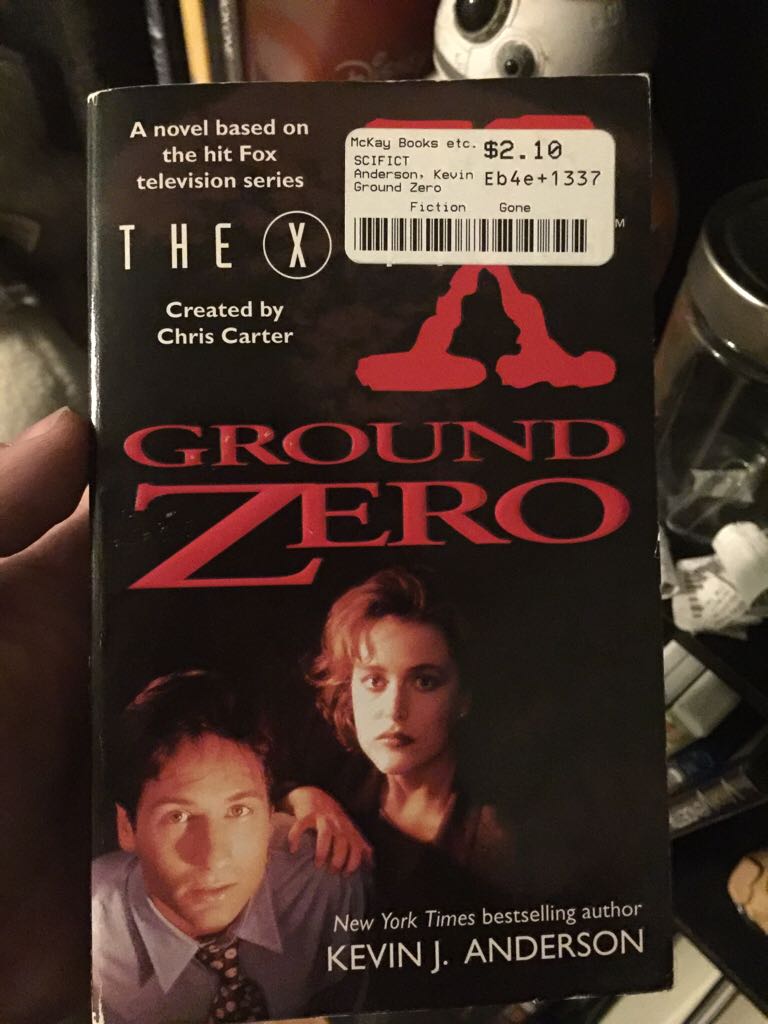 A novel based on
the hit Fox
television series
McKay Books etc. $2.10
SCIFICT
Anderson, Kevin Eb4e+1337
Ground Zero
Fiction Gone
THE X
TM
Created by
Chris Carter
X
GROUND
ZERO
New York Times bestselling author
KEVIN J. ANDERSON